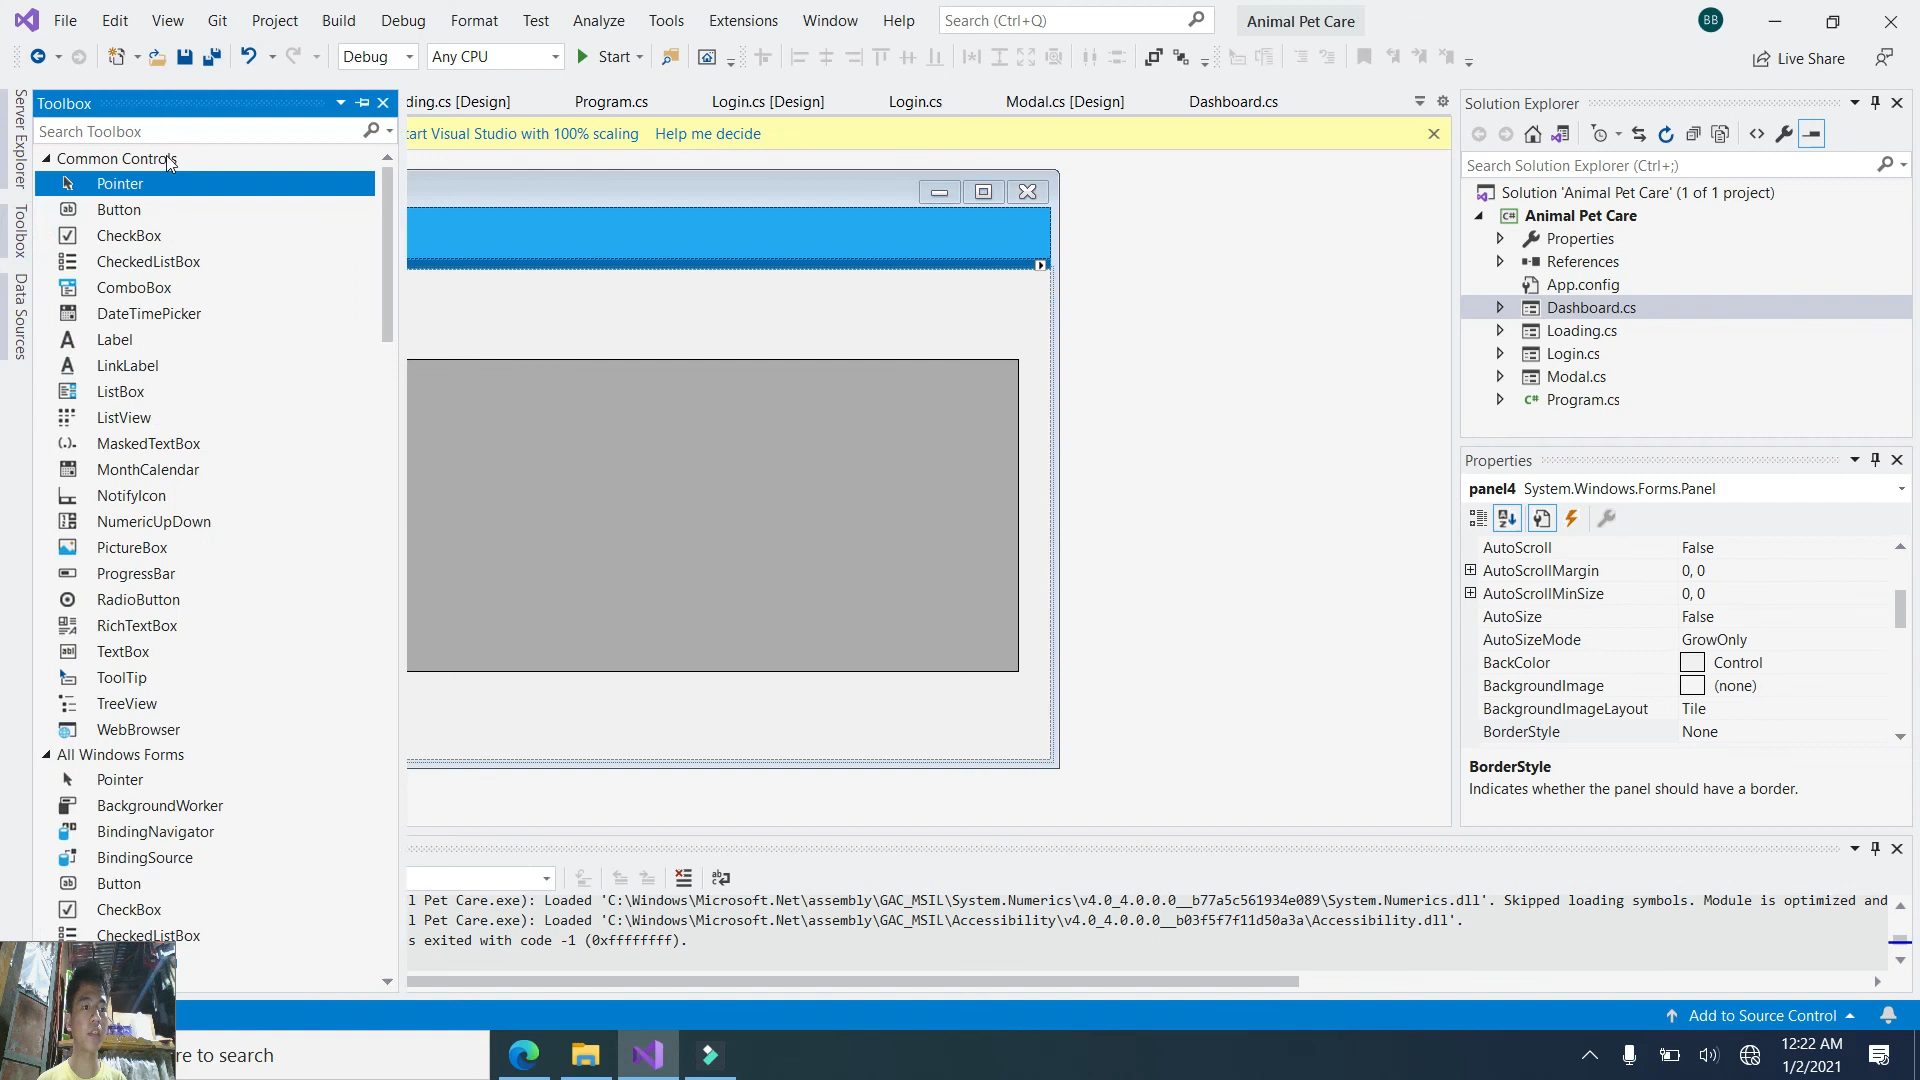 File Edit View Git Project Build Debug Format Test Analyze Tools Extensions Window Help Search (Ctrl+Q) Animal Pet Care BB
Debug Any CPU Start Live Share
Server Explorer
Toolbox
Data Sources
Toolbox
Search Toolbox
Common Controls
Pointer
Button
CheckBox
CheckedListBox
ComboBox
DateTimePicker
Label
LinkLabel
ListBox
ListView
MaskedTextBox
MonthCalendar
NotifyIcon
NumericUpDown
PictureBox
ProgressBar
RadioButton
RichTextBox
TextBox
ToolTip
TreeView
WebBrowser
All Windows Forms
Pointer
BackgroundWorker
BindingNavigator
BindingSource
Button
CheckBox
CheckedListBox
ding.cs [Design] Program.cs Login.cs [Design] Login.cs Modal.cs [Design] Dashboard.cs
tart Visual Studio with 100% scaling Help me decide
l Pet Care.exe): Loaded 'C:\Windows\Microsoft.Net\assembly\GAC_MSIL\System.Numerics\v4.0_4.0.0.0__b77a5c561934e089\System.Numerics.dll'. Skipped loading symbols. Module is optimized and
l Pet Care.exe): Loaded 'C:\Windows\Microsoft.Net\assembly\GAC_MSIL\Accessibility\v4.0_4.0.0.0__b03f5f7f11d50a3a\Accessibility.dll'.
s exited with code -1 (0xffffffff).
Solution Explorer
Search Solution Explorer (Ctrl+;)
Solution 'Animal Pet Care' (1 of 1 project)
C# Animal Pet Care
Properties
References
App.config
Dashboard.cs
Loading.cs
Login.cs
Modal.cs
C# Program.cs
Properties
panel4 System.Windows.Forms.Panel
AutoScroll False
AutoScrollMargin 0, 0
AutoScrollMinSize 0, 0
AutoSize False
AutoSizeMode GrowOnly
BackColor Control
BackgroundImage (none)
BackgroundImageLayout Tile
BorderStyle None
BorderStyle
Indicates whether the panel should have a border.
Add to Source Control
re to search
12:22 AM
1/2/2021